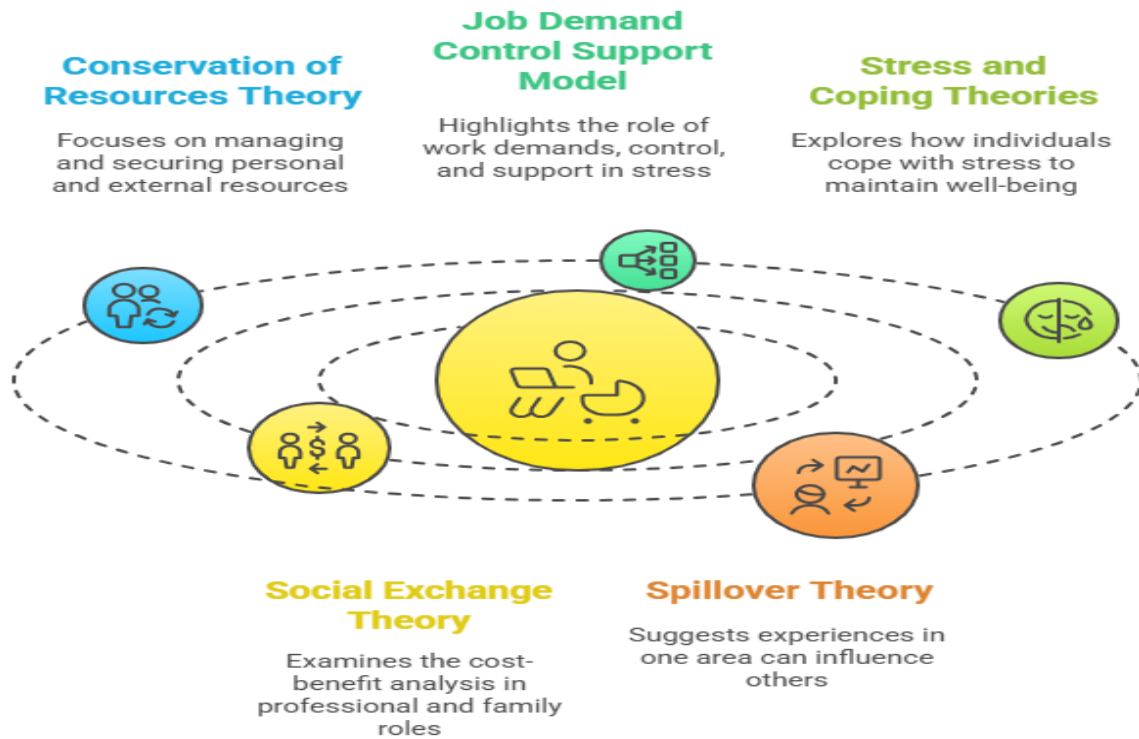 Conservation of
Resources Theory
Focuses on managing
and securing personal
and external resources
Job Demand
Control Support
Model
Highlights the role of
work demands, control,
and support in stress
Stress and
Coping Theories
Explores how individuals
cope with stress to
maintain well-being
$
Social Exchange
Theory
Examines the cost-
benefit analysis in
professional and family
roles
Spillover Theory
Suggests experiences in
one area can influence
others